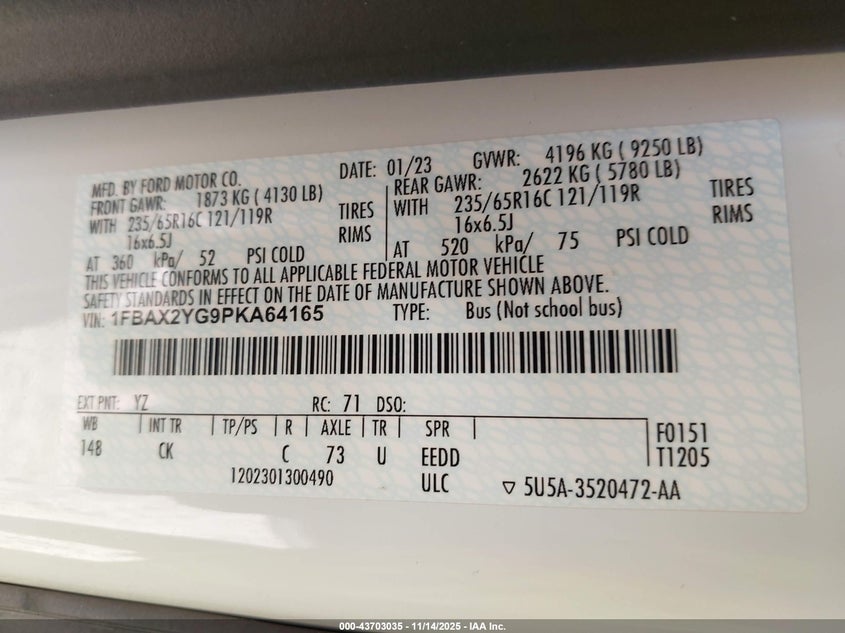 MFD. BY FORD MOTOR CO. DATE: 01/23 GVWR: 4196 KG ( 9250 LB)
FRONT GAWR: 1873 KG ( 4130 LB) REAR GAWR: 2622 KG ( 5780 LB)
WITH 235/65R16C 121/119R TIRES WITH 235/65R16C 121/119R TIRES
16x6.5J RIMS 16x6.5J RIMS
AT 360 kPa/ 52 PSI COLD AT 520 kPa/ 75 PSI COLD
THIS VEHICLE CONFORMS TO ALL APPLICABLE FEDERAL MOTOR VEHICLE
SAFETY STANDARDS IN EFFECT ON THE DATE OF MANUFACTURE SHOWN ABOVE.
VIN: 1FBAX2YG9PKA64165 TYPE: Bus (Not school bus)
EXT PNT: YZ RC: 71 DSO:
WB INT TR TP/PS R AXLE TR SPR F0151
148 CK C 73 U EEDD T1205
1202301300490 ULC ▽ 5U5A-3520472-AA
000-43703035 - 11/14/2025 - IAA Inc.